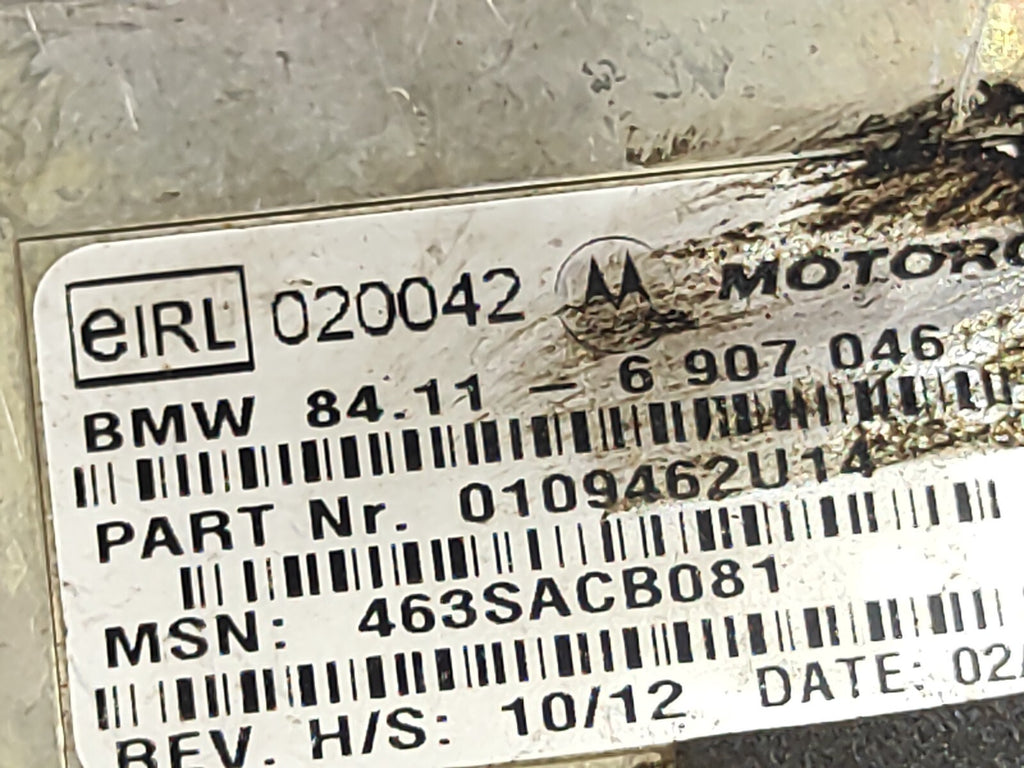 eIRL 020042 MOTORO
BMW 84.11 - 6 907 046
PART Nr. 0109462U14
MSN: 463SACB081
REV. H/S: 10/12 DATE: 02/